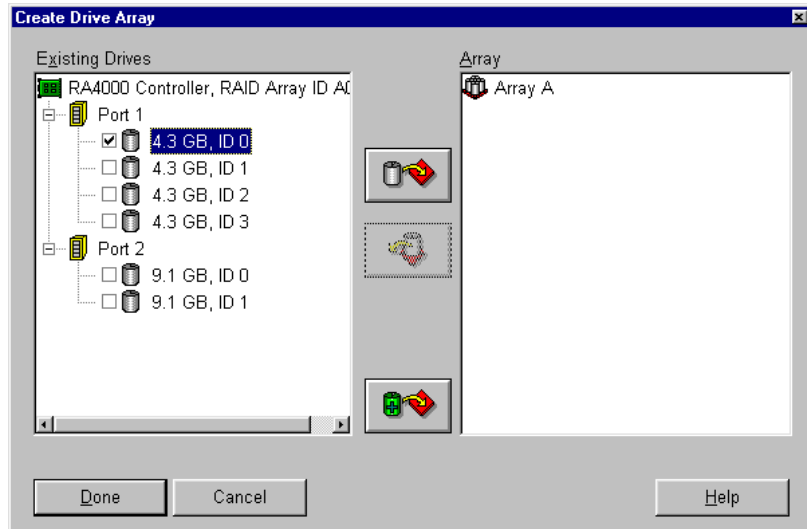 Create Drive Array
Existing Drives
RA4000 Controller, RAID Array ID A0
Port 1
4.3 GB, ID 0
4.3 GB, ID 1
4.3 GB, ID 2
4.3 GB, ID 3
Port 2
9.1 GB, ID 0
9.1 GB, ID 1
Array
Array A
Done
Cancel
Help